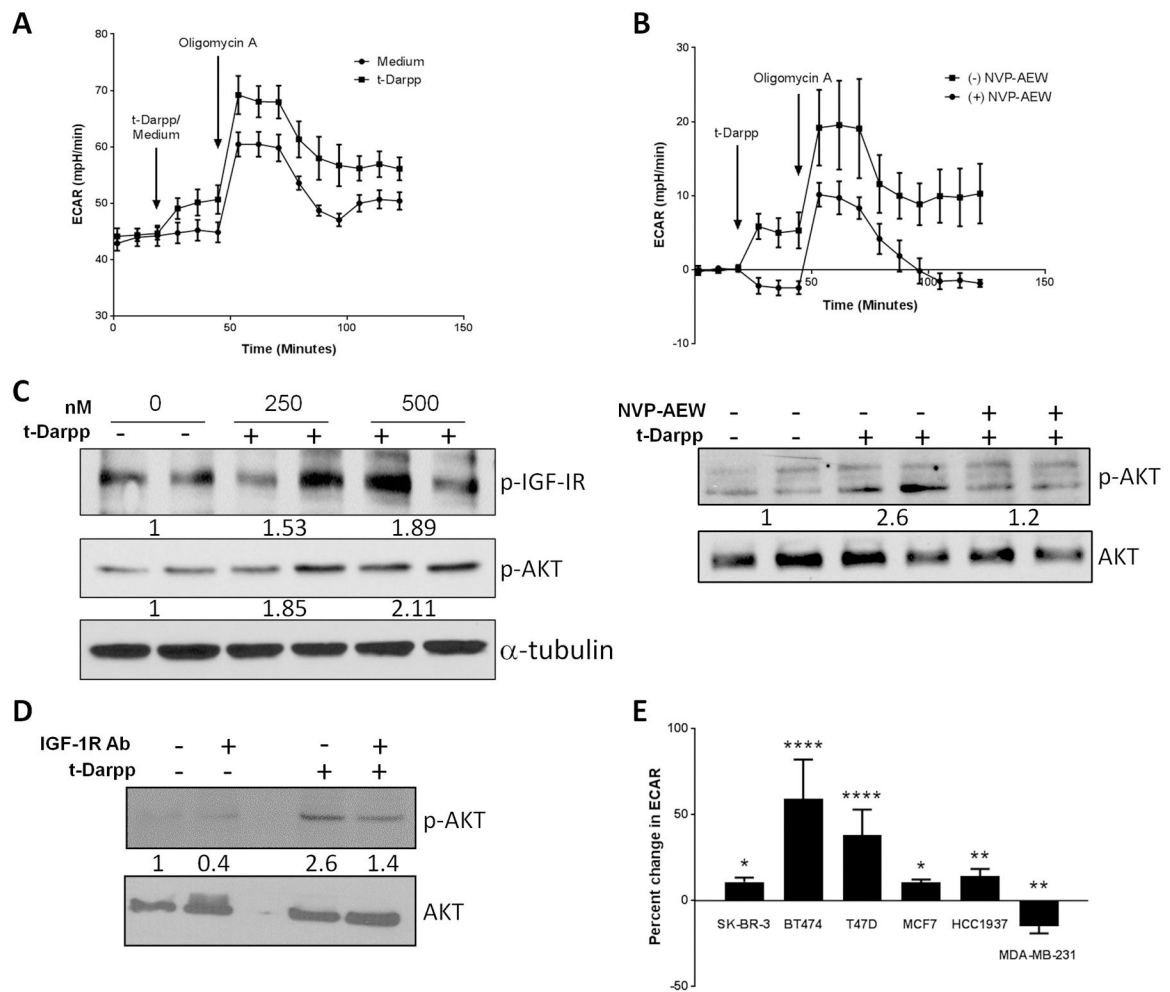 A
80
70
60
50
40
30
ECAR (mpH/min)
Oligomycin A
t-Darpp/
Medium
Medium
t-Darpp
0
50
100
150
Time (Minutes)
B
30
20
10
0
-10
ECAR (mpH/min)
Oligomycin A
t-Darpp
(-) NVP-AEW
(+) NVP-AEW
50
100
150
Time (Minutes)
C
nM 0 250 500
t-Darpp - - + + + +
p-IGF-IR
1 1.53 1.89
p-AKT
1 1.85 2.11
α-tubulin
NVP-AEW - - - - + +
t-Darpp - - + + + +
p-AKT
1 2.6 1.2
AKT
D
IGF-1R Ab - + - +
t-Darpp - - + +
p-AKT
1 0.4 2.6 1.4
AKT
E
100
50
0
-50
Percent change in ECAR
* **** **** * ** **
SK-BR-3 BT474 T47D MCF7 HCC1937
MDA-MB-231